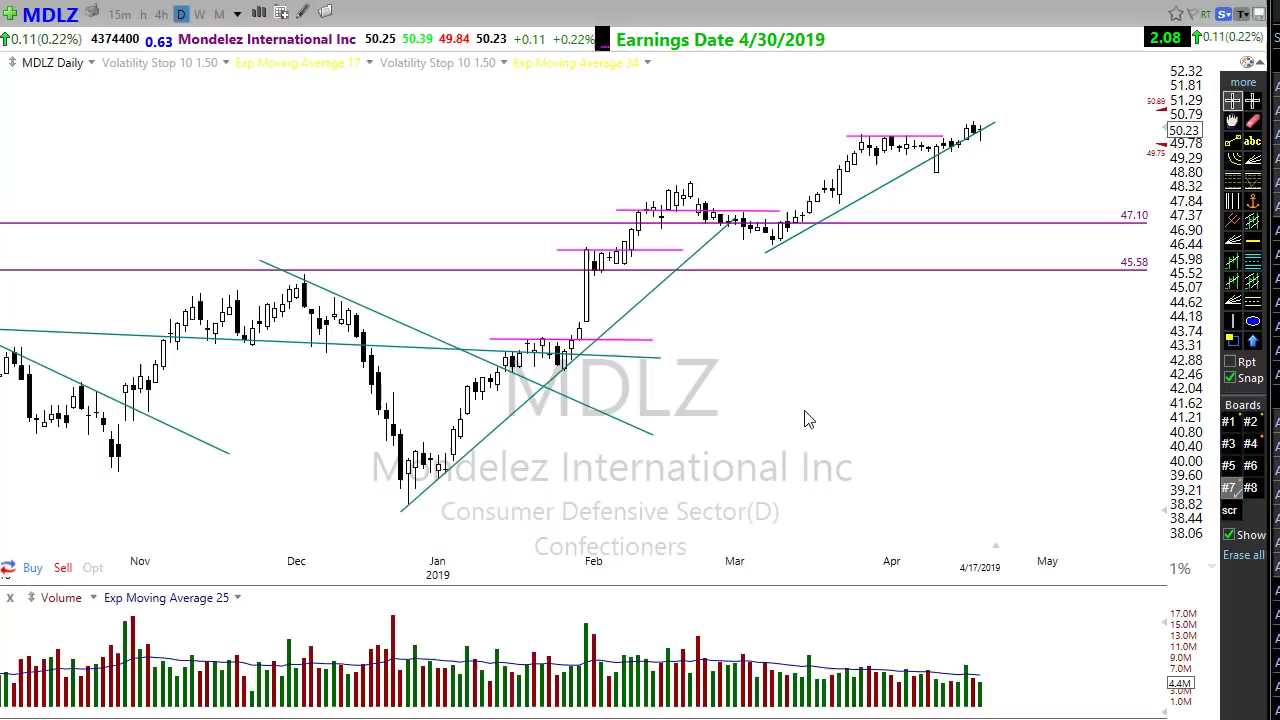 MDLZ 15m h 4h D W M RT S T
0.11(0.22%) 4374400 0.63 Mondelez International Inc 50.25 50.39 49.84 50.23 +0.11 +0.22% Earnings Date 4/30/2019 2.08 0.11(0.22%)
MDLZ Daily Volatility Stop 10 1.50 Exp Moving Average 17 Volatility Stop 10 1.50 Exp Moving Average 34
52.32
51.81
51.29
50.89
50.79
50.23
49.78
49.75
49.29
48.80
48.32
47.84
47.10
47.37
46.90
46.44
45.98
45.58
45.52
45.07
44.62
44.18
43.74
43.31
42.88
42.46
42.04
41.62
41.21
40.80
40.40
40.00
39.60
39.21
38.82
38.44
38.06
MDLZ
Mondelez International Inc
Consumer Defensive Sector(D)
Confectioners
more
abc
Rpt
Snap
Boards
#1 #2
#3 #4
#5 #6
#7 #8
scr
Show
Erase all
Buy Sell Opt
Nov Dec Jan Feb Mar Apr May
2019 4/17/2019
1%
x Volume Exp Moving Average 25
17.0M
15.0M
13.0M
11.0M
9.0M
7.0M
4.4M
3.0M
1.0M